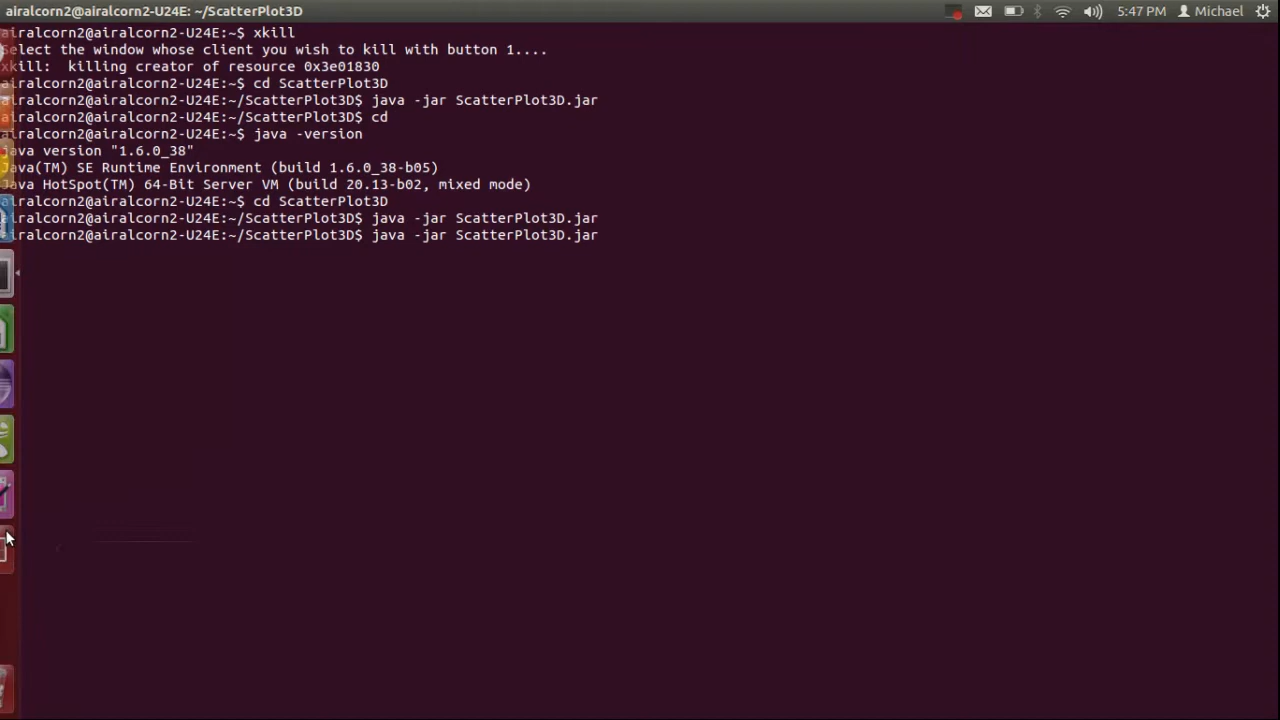 airalcorn2@airalcorn2-U24E: ~/ScatterPlot3D
5:47 PM
Michael
airalcorn2@airalcorn2-U24E:~$ xkill
Select the window whose client you wish to kill with button 1....
xkill:  killing creator of resource 0x3e01830
airalcorn2@airalcorn2-U24E:~$ cd ScatterPlot3D
airalcorn2@airalcorn2-U24E:~/ScatterPlot3D$ java -jar ScatterPlot3D.jar
airalcorn2@airalcorn2-U24E:~/ScatterPlot3D$ cd
airalcorn2@airalcorn2-U24E:~$ java -version
java version "1.6.0_38"
Java(TM) SE Runtime Environment (build 1.6.0_38-b05)
Java HotSpot(TM) 64-Bit Server VM (build 20.13-b02, mixed mode)
airalcorn2@airalcorn2-U24E:~$ cd ScatterPlot3D
airalcorn2@airalcorn2-U24E:~/ScatterPlot3D$ java -jar ScatterPlot3D.jar
airalcorn2@airalcorn2-U24E:~/ScatterPlot3D$ java -jar ScatterPlot3D.jar